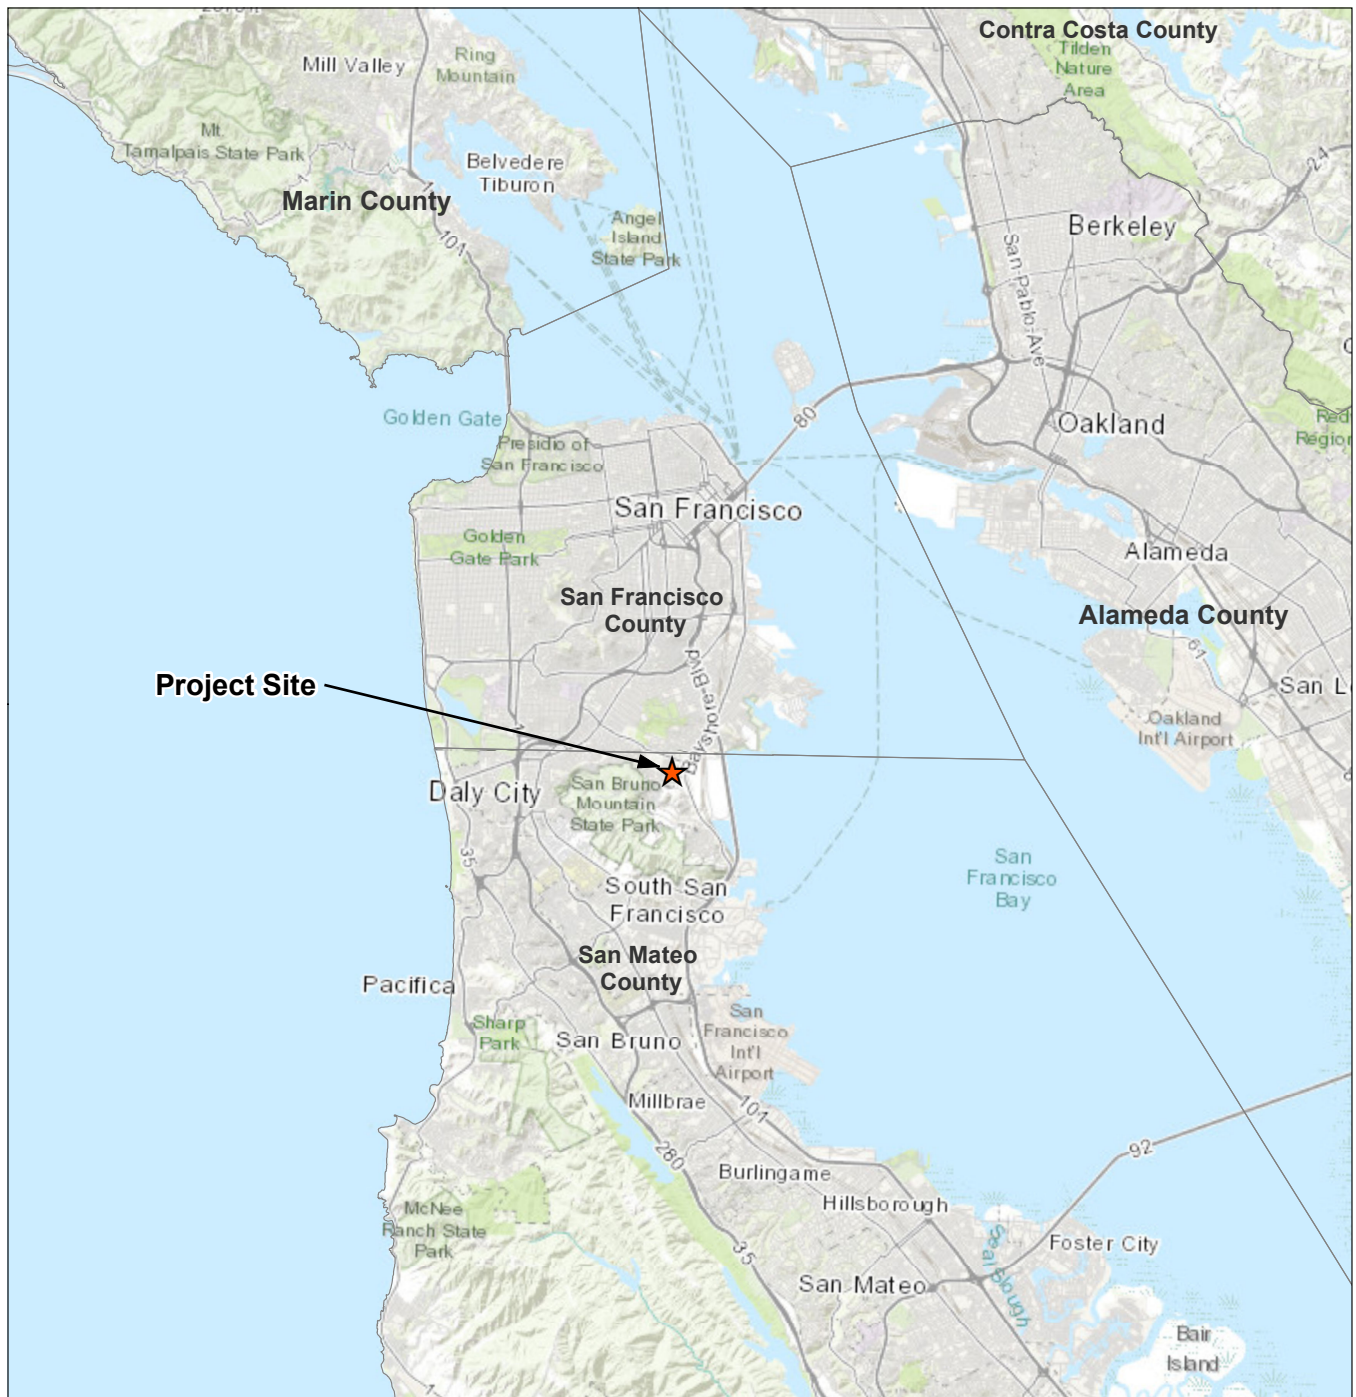 Contra Costa County
Tilden
Nature
Area
Mill Valley
Ring
Mountain
Mt.
Tamalpais State Park
Belvedere
Tiburon
24
Marin County
Angel
Island
State Park
Berkeley
101
San Pablo Ave
Golden Gate
80
Oakland
Presidio of
San Francisco
San Francisco
Golden
Gate Park
Alameda
San Francisco
County
Alameda County
61
Bayshore Blvd
Project Site
1
Oakland
Int'l Airport
Daly City
San Bruno
Mountain
State Park
35
San
Francisco
Bay
South San
Francisco
San Mateo
County
Pacifica
San
Francisco
Int'l
Airport
Sharp
Park
San Bruno
Millbrae
101
92
280
Burlingame
Hillsborough
McNee
Ranch State
Park
Seal Slough
Foster City
35
San Mateo
Bair
Island
1